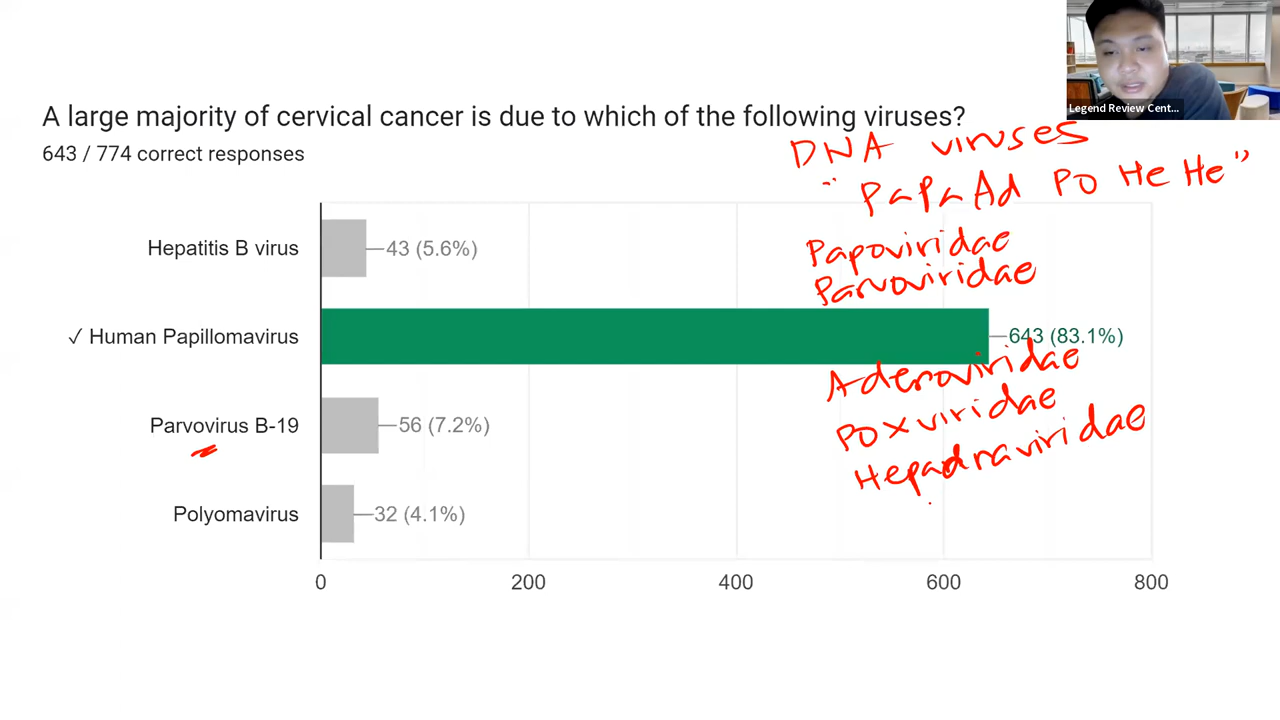 Legend Review Cent...
A large majority of cervical cancer is due to which of the following viruses?
643 / 774 correct responses
DNA viruses
"PaPaAd Po He He"
Papoviridae
Parvoviridae
Adenoviridae
Poxviridae
Hepadnaviridae
Hepatitis B virus
43 (5.6%)
✓ Human Papillomavirus
643 (83.1%)
Parvovirus B-19
56 (7.2%)
Polyomavirus
32 (4.1%)
0 200 400 600 800